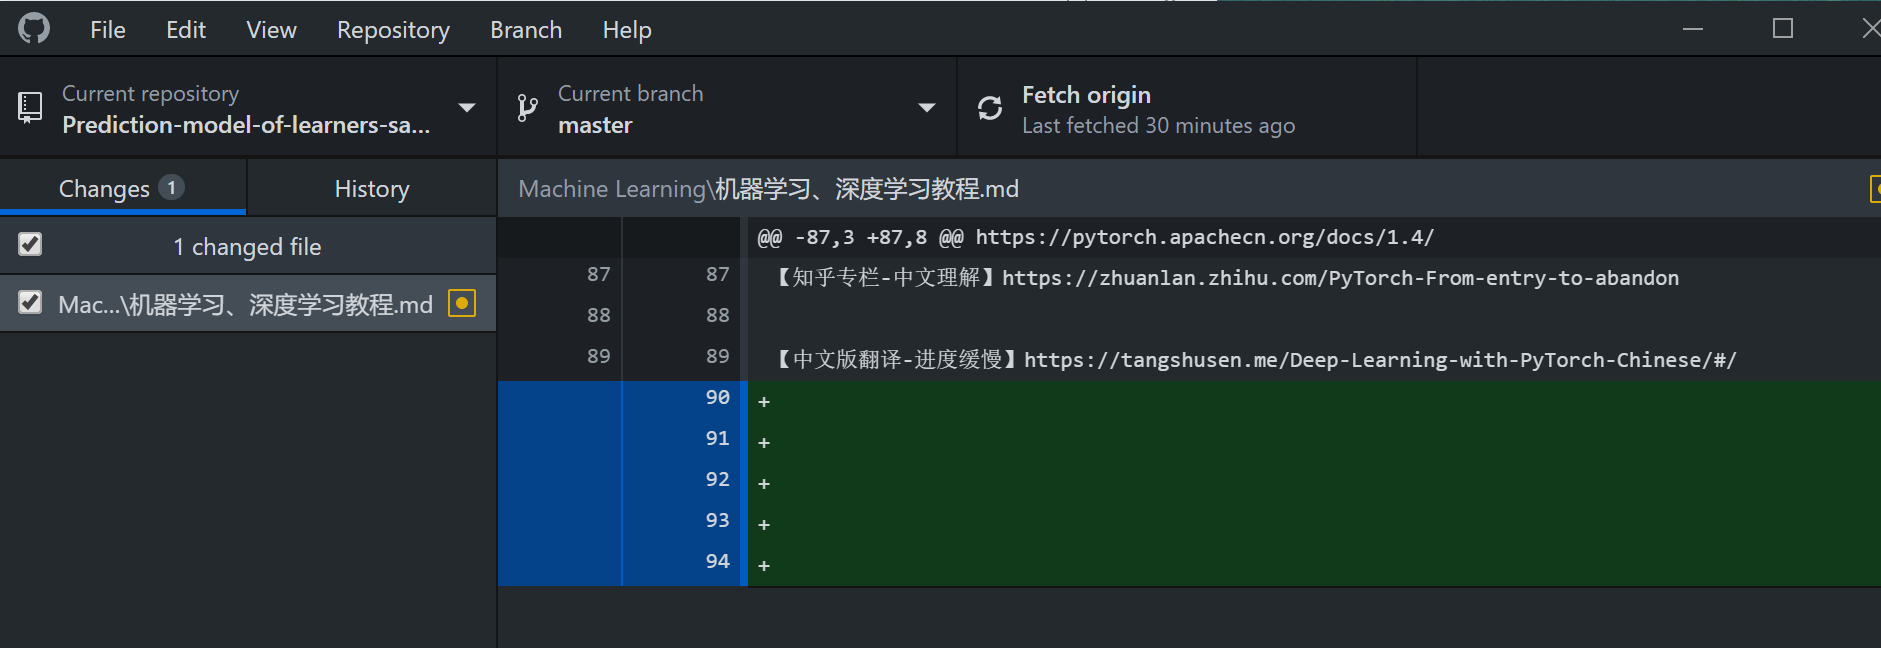 File Edit View Repository Branch Help
Current repository
Prediction-model-of-learners-sa...
Current branch
master
Fetch origin
Last fetched 30 minutes ago
Changes 1
History
Machine Learning\机器学习、深度学习教程.md
1 changed file
Mac...\机器学习、深度学习教程.md
@@ -87,3 +87,8 @@ https://pytorch.apachecn.org/docs/1.4/
87 87 【知乎专栏-中文理解】https://zhuanlan.zhihu.com/PyTorch-From-entry-to-abandon
88 88
89 89 【中文版翻译-进度缓慢】https://tangshusen.me/Deep-Learning-with-PyTorch-Chinese/#/
90 +
91 +
92 +
93 +
94 +